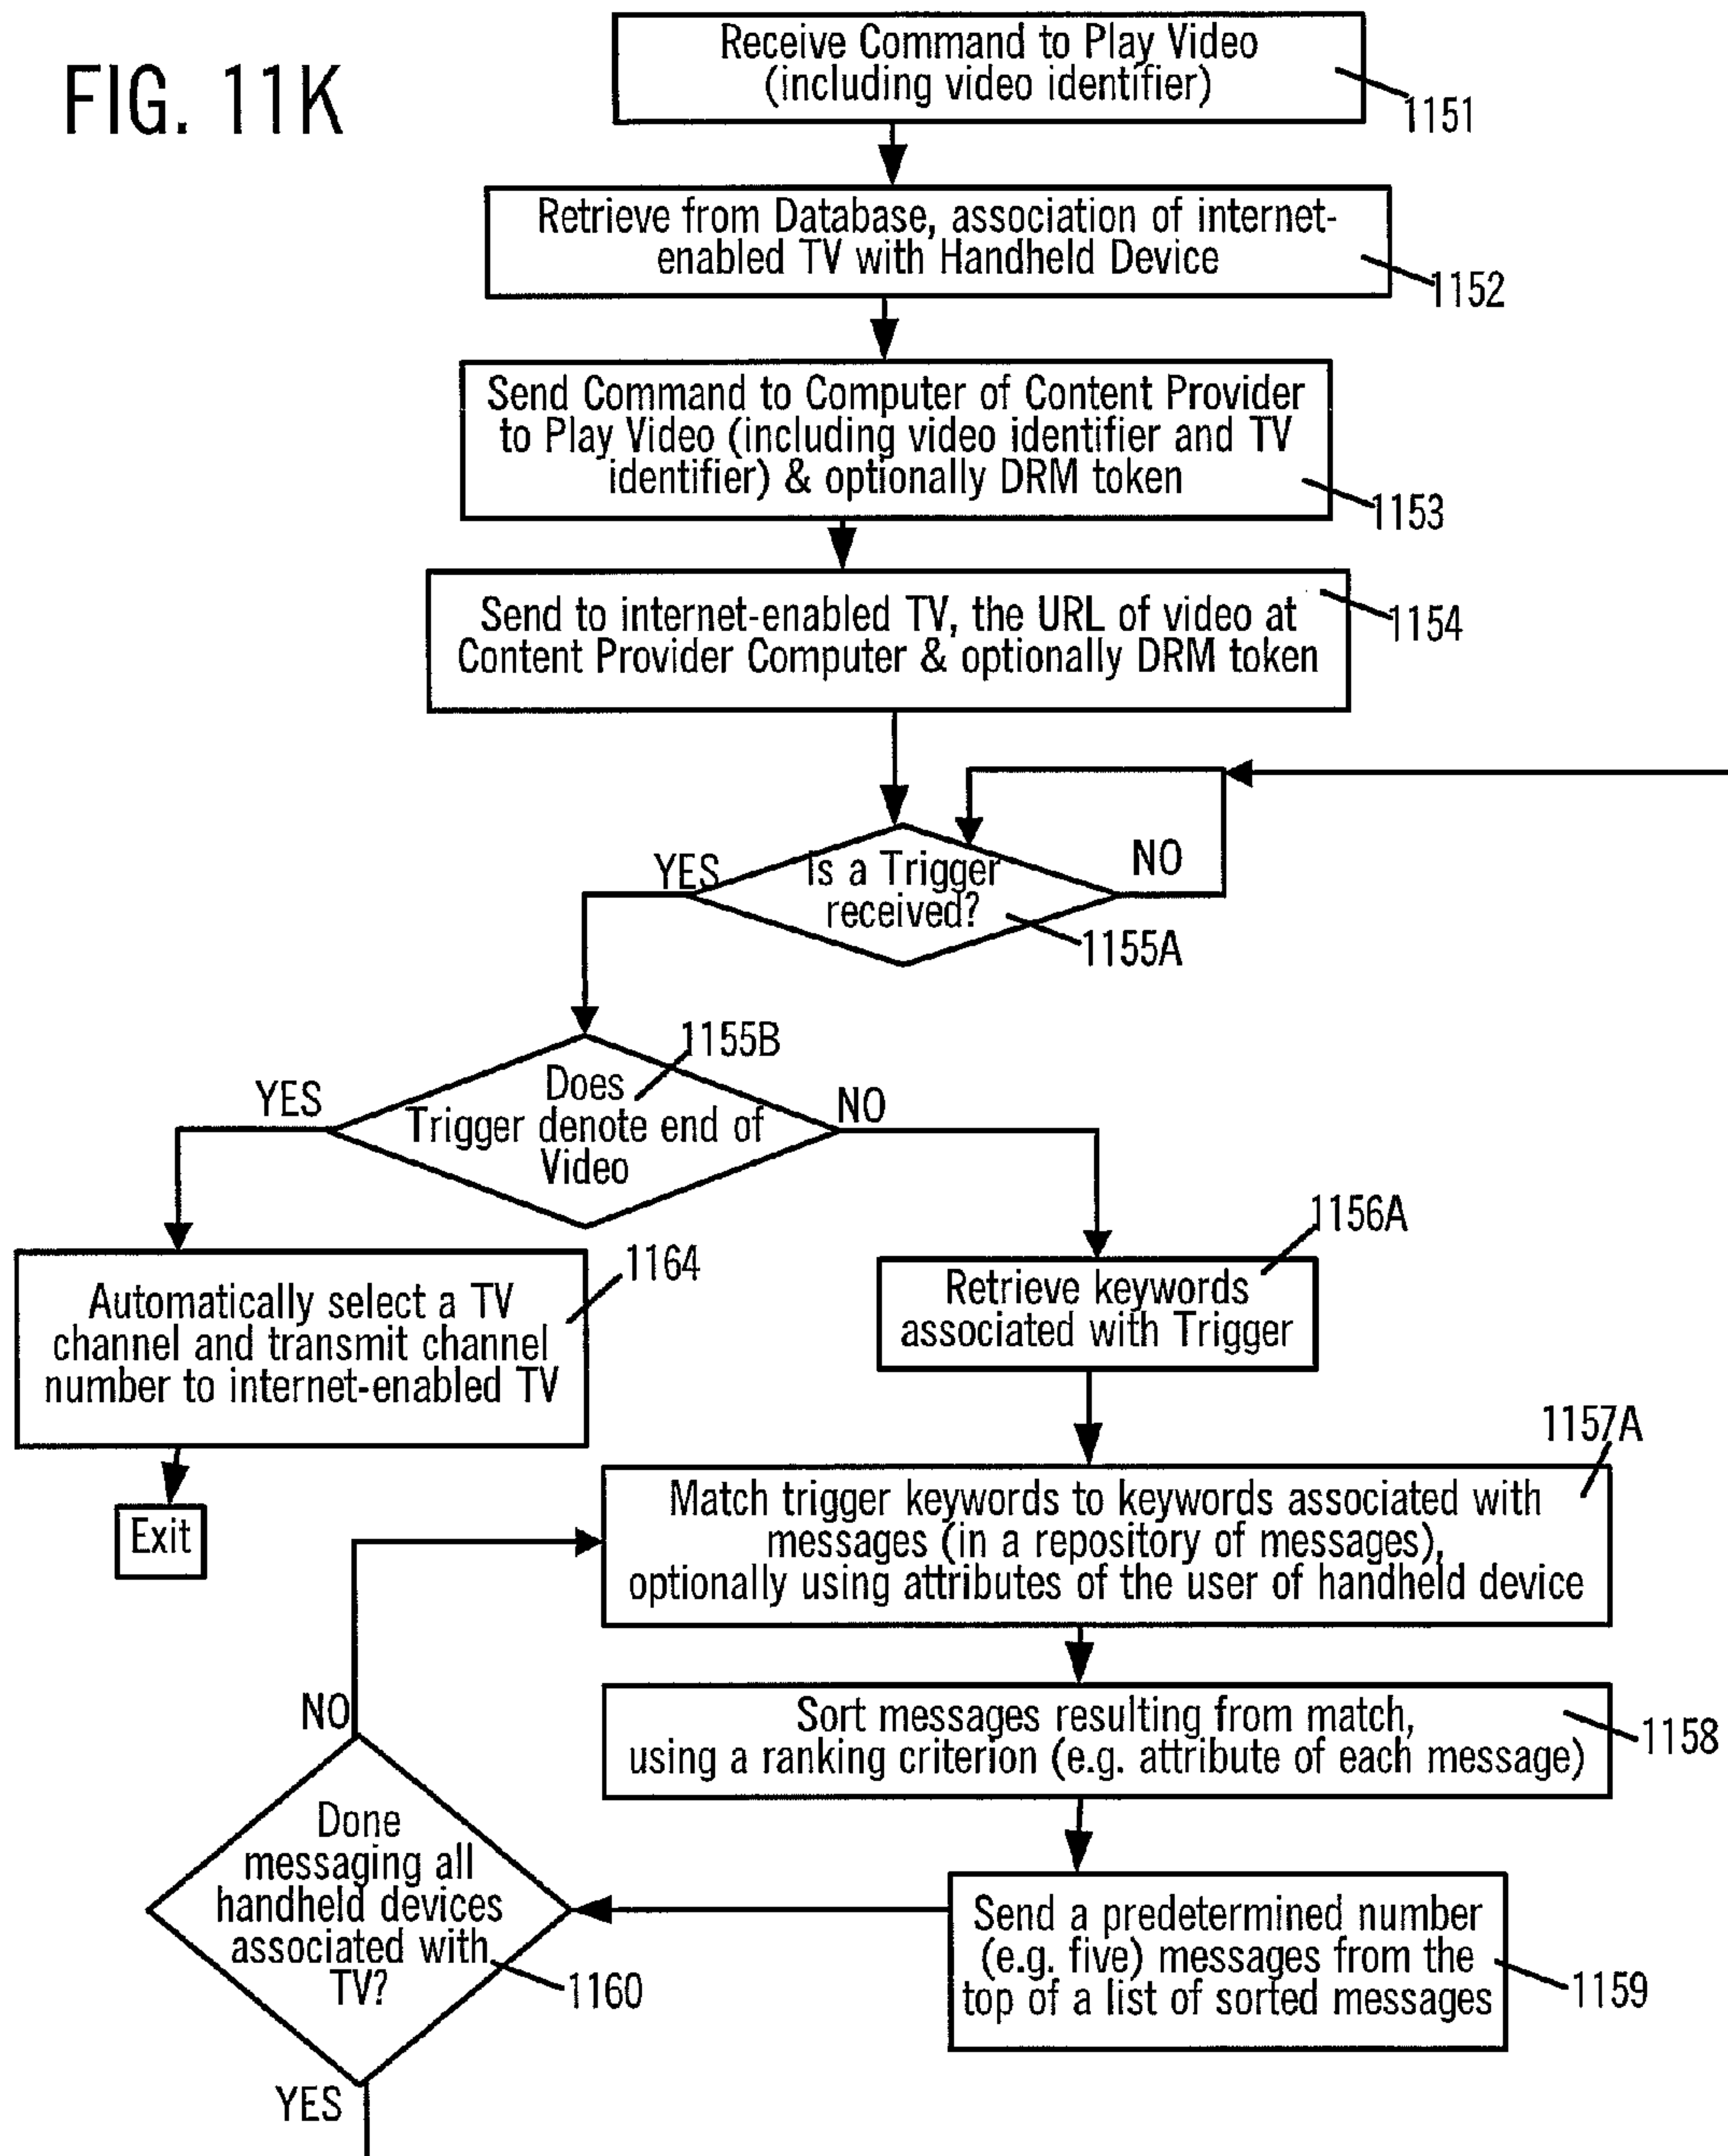 FIG. 11K
Receive Command to Play Video
(including video identifier)
1151
Retrieve from Database, association of internet-
enabled TV with Handheld Device
1152
Send Command to Computer of Content Provider
to Play Video (including video identifier and TV
identifier) & optionally DRM token
1153
Send to internet-enabled TV, the URL of video at
Content Provider Computer & optionally DRM token
1154
YES
Is a Trigger
received?
NO
1155A
1155B
YES
Does
Trigger denote end of
Video
NO
1156A
1164
Automatically select a TV
channel and transmit channel
number to internet-enabled TV
Retrieve keywords
associated with Trigger
1157A
Exit
Match trigger keywords to keywords associated with
messages (in a repository of messages),
optionally using attributes of the user of handheld device
NO
Sort messages resulting from match,
using a ranking criterion (e.g. attribute of each message)
1158
Done
messaging all
handheld devices
associated with
TV?
1160
Send a predetermined number
(e.g. five) messages from the
top of a list of sorted messages
1159
YES